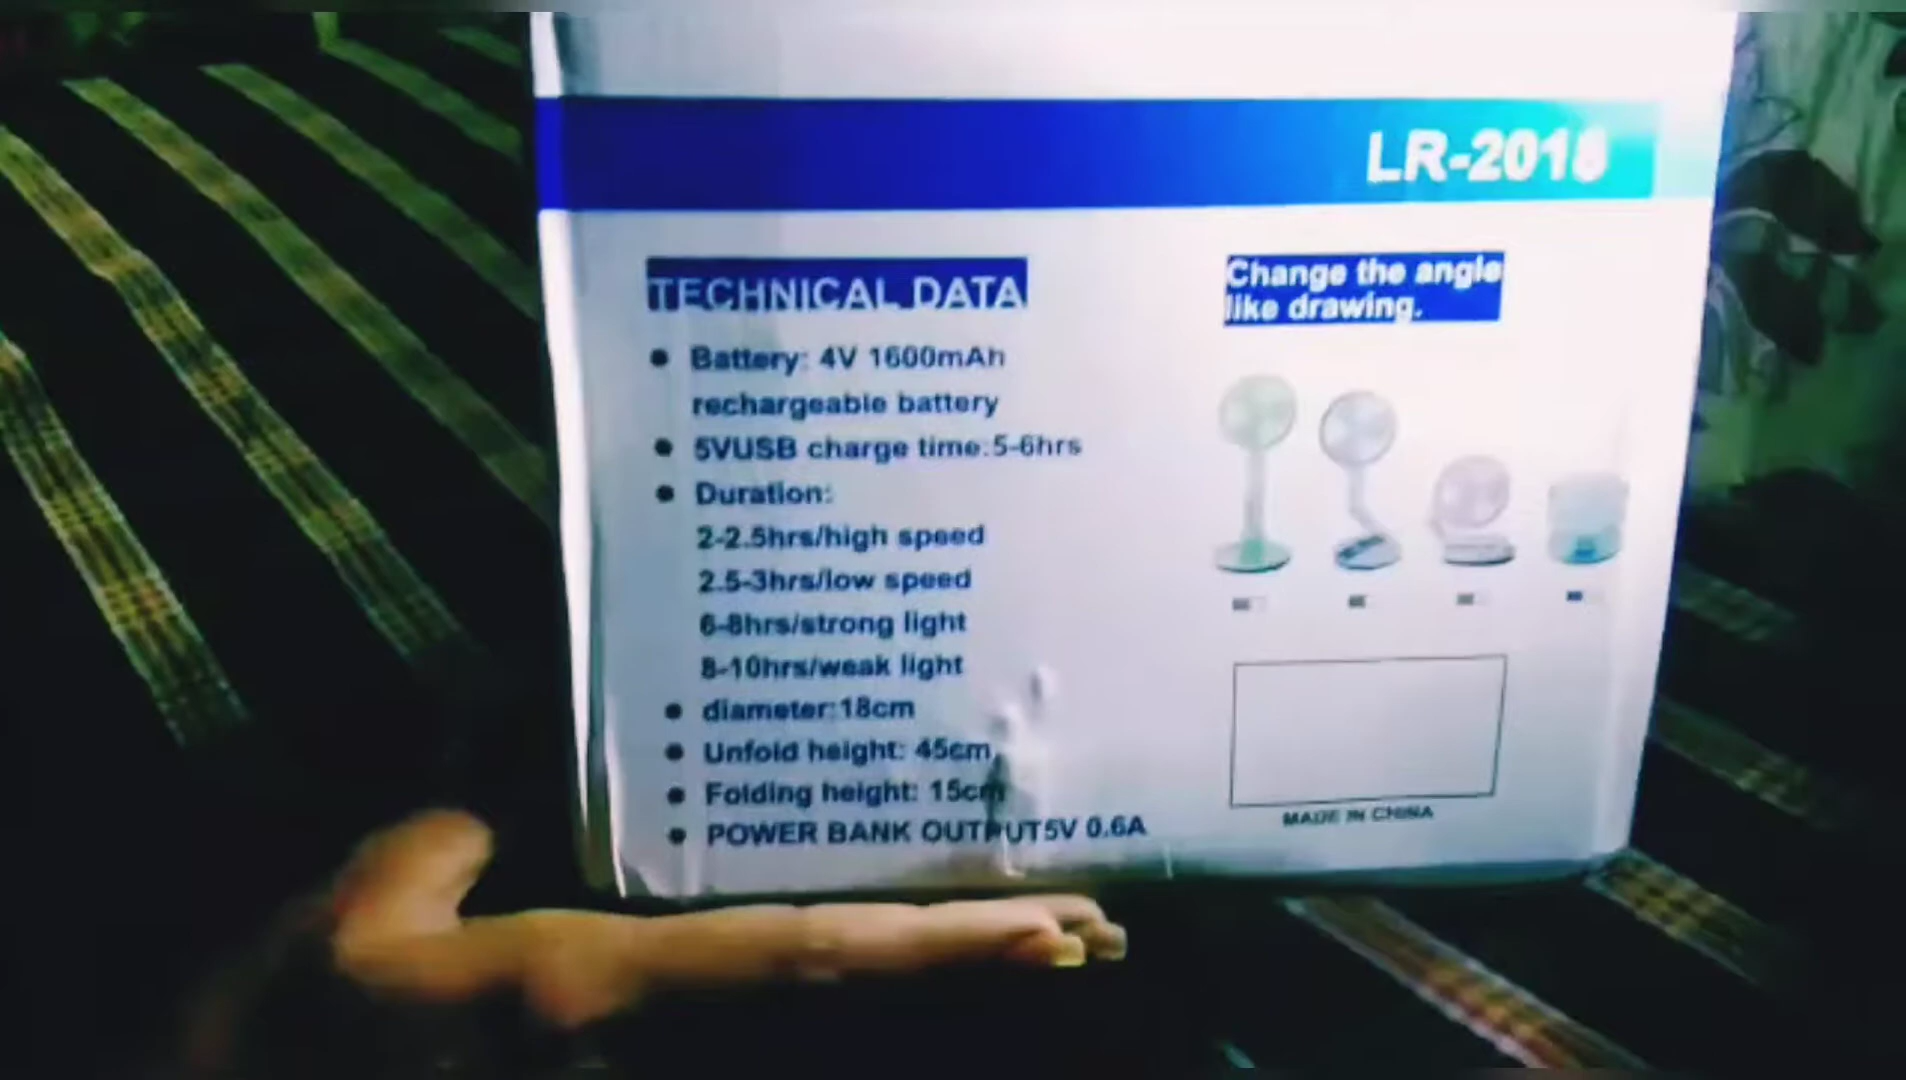 LR-2018
TECHNICAL DATA
Battery: 4V 1600mAh
rechargeable battery
5VUSB charge time:5-6hrs
Duration:
2-2.5hrs/high speed
2.5-3hrs/low speed
6-8hrs/strong light
8-10hrs/weak light
diameter:18cm
Unfold height: 45cm
Folding height: 15cm
POWER BANK OUTPUT5V 0.6A
Change the angle
like drawing.
MADE IN CHINA